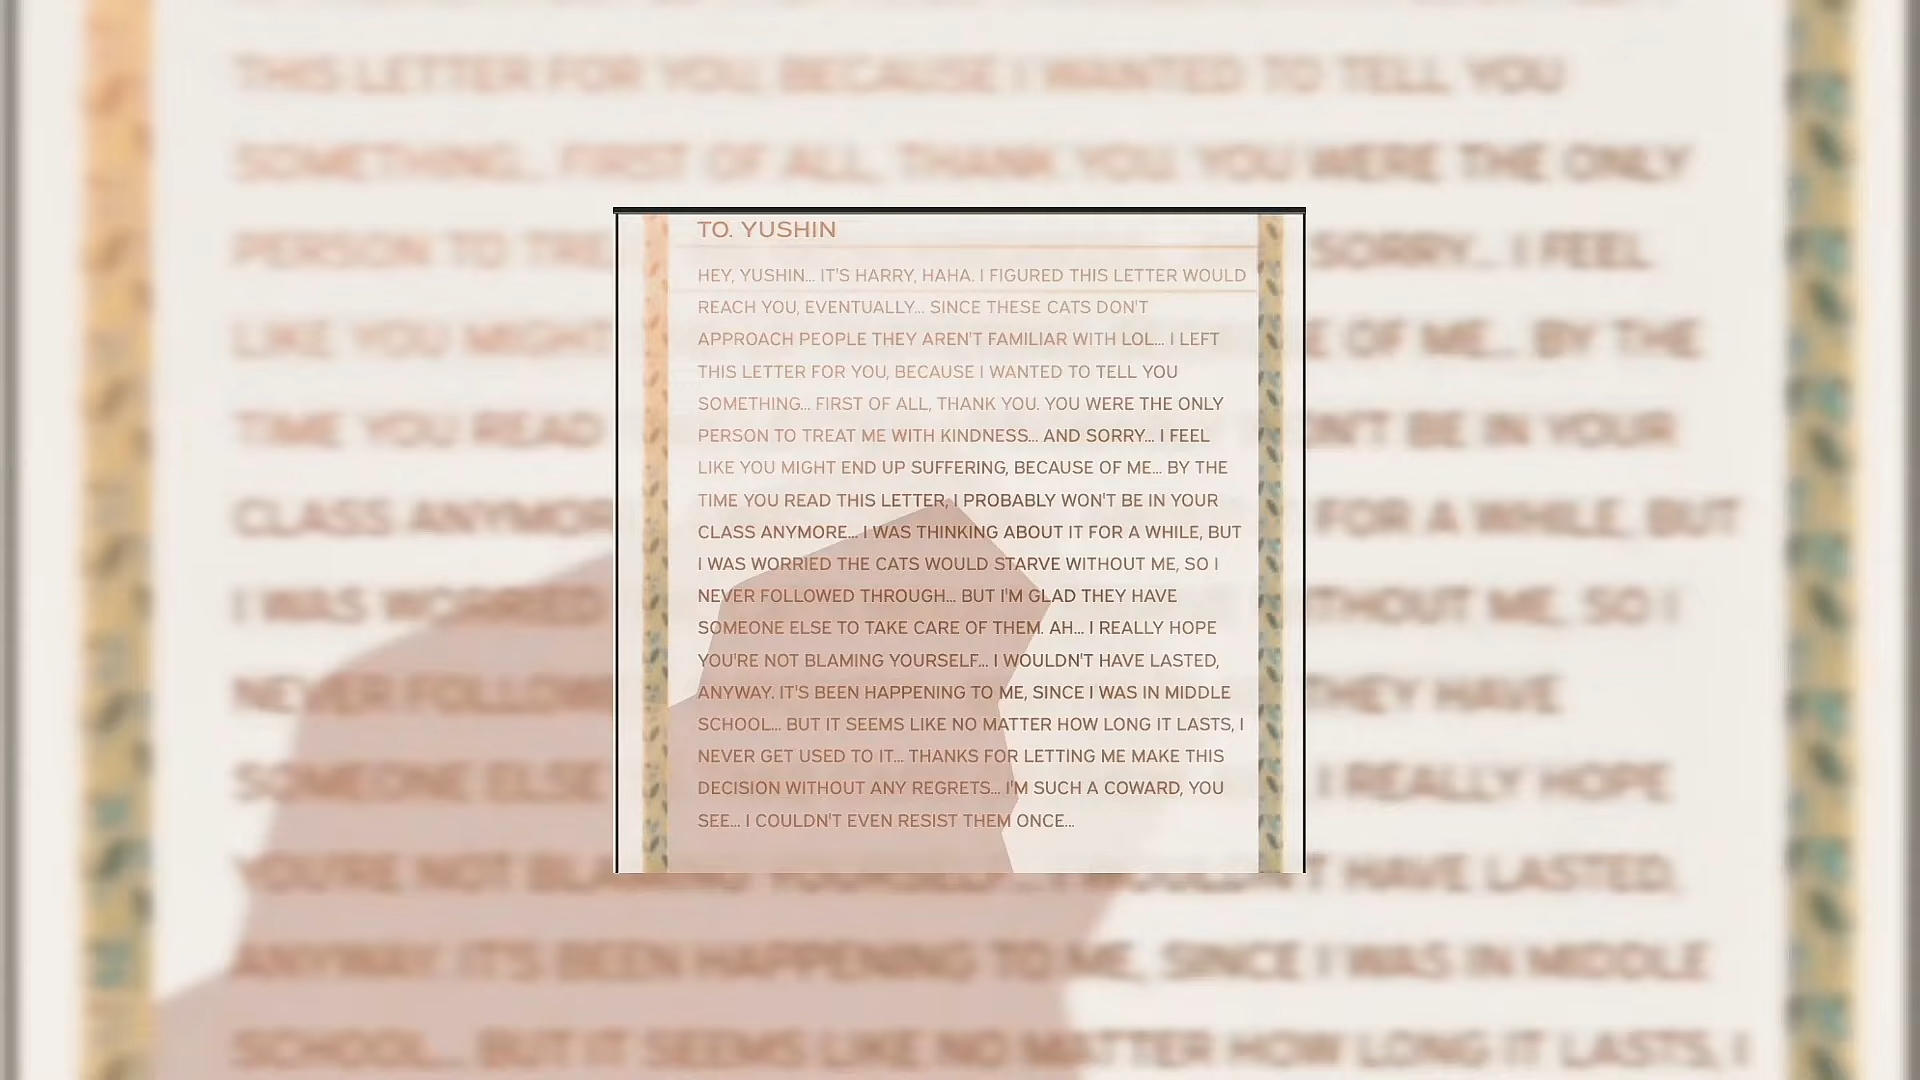 TO. YUSHIN
HEY, YUSHIN... IT'S HARRY, HAHA. I FIGURED THIS LETTER WOULD
REACH YOU, EVENTUALLY... SINCE THESE CATS DON'T
APPROACH PEOPLE THEY AREN'T FAMILIAR WITH LOL... I LEFT
THIS LETTER FOR YOU, BECAUSE I WANTED TO TELL YOU
SOMETHING... FIRST OF ALL, THANK YOU. YOU WERE THE ONLY
PERSON TO TREAT ME WITH KINDNESS... AND SORRY... I FEEL
LIKE YOU MIGHT END UP SUFFERING, BECAUSE OF ME... BY THE
TIME YOU READ THIS LETTER, I PROBABLY WON'T BE IN YOUR
CLASS ANYMORE... I WAS THINKING ABOUT IT FOR A WHILE, BUT
I WAS WORRIED THE CATS WOULD STARVE WITHOUT ME, SO I
NEVER FOLLOWED THROUGH... BUT I'M GLAD THEY HAVE
SOMEONE ELSE TO TAKE CARE OF THEM. AH... I REALLY HOPE
YOU'RE NOT BLAMING YOURSELF... I WOULDN'T HAVE LASTED,
ANYWAY. IT'S BEEN HAPPENING TO ME, SINCE I WAS IN MIDDLE
SCHOOL... BUT IT SEEMS LIKE NO MATTER HOW LONG IT LASTS, I
NEVER GET USED TO IT... THANKS FOR LETTING ME MAKE THIS
DECISION WITHOUT ANY REGRETS... I'M SUCH A COWARD, YOU
SEE... I COULDN'T EVEN RESIST THEM ONCE...